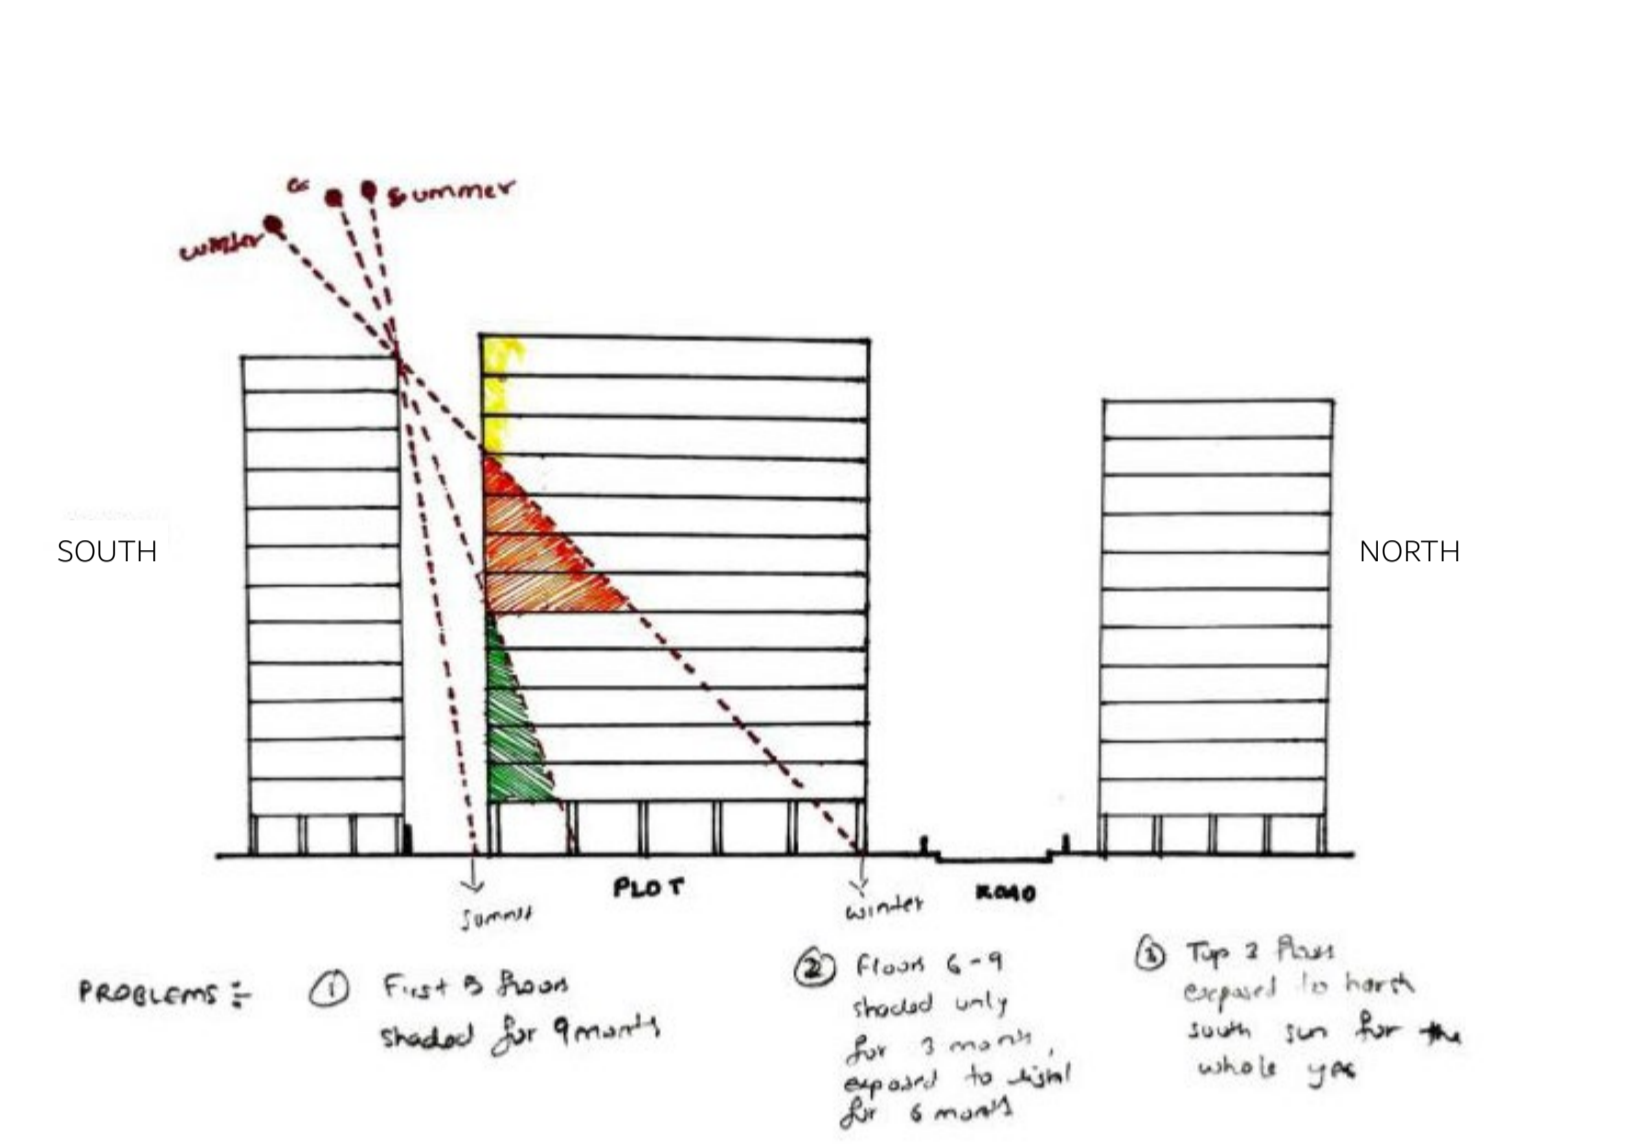 summer
winter
SOUTH
NORTH
PLOT
ROAD
summer
winter
PROBLEMS :-
① First 5 floors
shaded for 9 months
② Floors 6-9
shaded only
for 3 months,
exposed to light
for 6 months
③ Top 3 floors
exposed to harsh
south sun for the
whole year